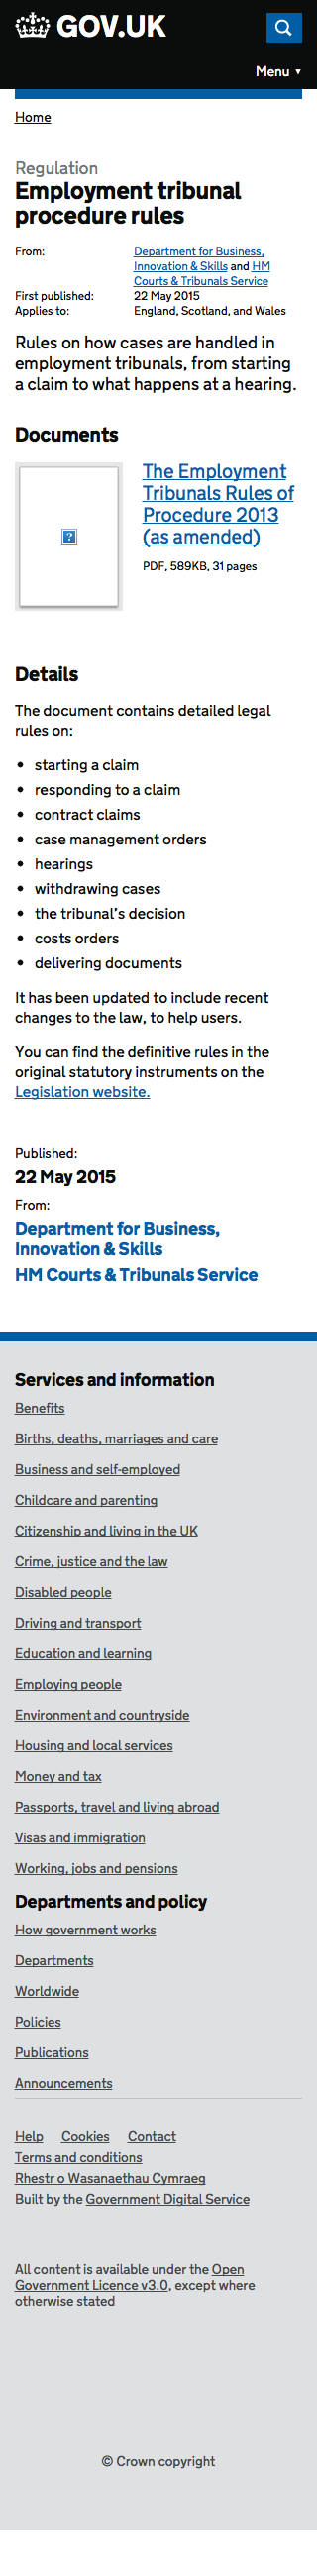 GOV.UK
Menu ▼
Home
Regulation
Employment tribunal
procedure rules
From: Department for Business,
Innovation & Skills and HM
Courts & Tribunals Service
First published: 22 May 2015
Applies to: England, Scotland, and Wales
Rules on how cases are handled in
employment tribunals, from starting
a claim to what happens at a hearing.
Documents
The Employment
Tribunals Rules of
Procedure 2013
(as amended)
PDF, 589KB, 31 pages
Details
The document contains detailed legal
rules on:
• starting a claim
• responding to a claim
• contract claims
• case management orders
• hearings
• withdrawing cases
• the tribunal’s decision
• costs orders
• delivering documents
It has been updated to include recent
changes to the law, to help users.
You can find the definitive rules in the
original statutory instruments on the
Legislation website.
Published:
22 May 2015
From:
Department for Business,
Innovation & Skills
HM Courts & Tribunals Service
Services and information
Benefits
Births, deaths, marriages and care
Business and self-employed
Childcare and parenting
Citizenship and living in the UK
Crime, justice and the law
Disabled people
Driving and transport
Education and learning
Employing people
Environment and countryside
Housing and local services
Money and tax
Passports, travel and living abroad
Visas and immigration
Working, jobs and pensions
Departments and policy
How government works
Departments
Worldwide
Policies
Publications
Announcements
Help Cookies Contact
Terms and conditions
Rhestr o Wasanaethau Cymraeg
Built by the Government Digital Service
All content is available under the Open
Government Licence v3.0, except where
otherwise stated
© Crown copyright